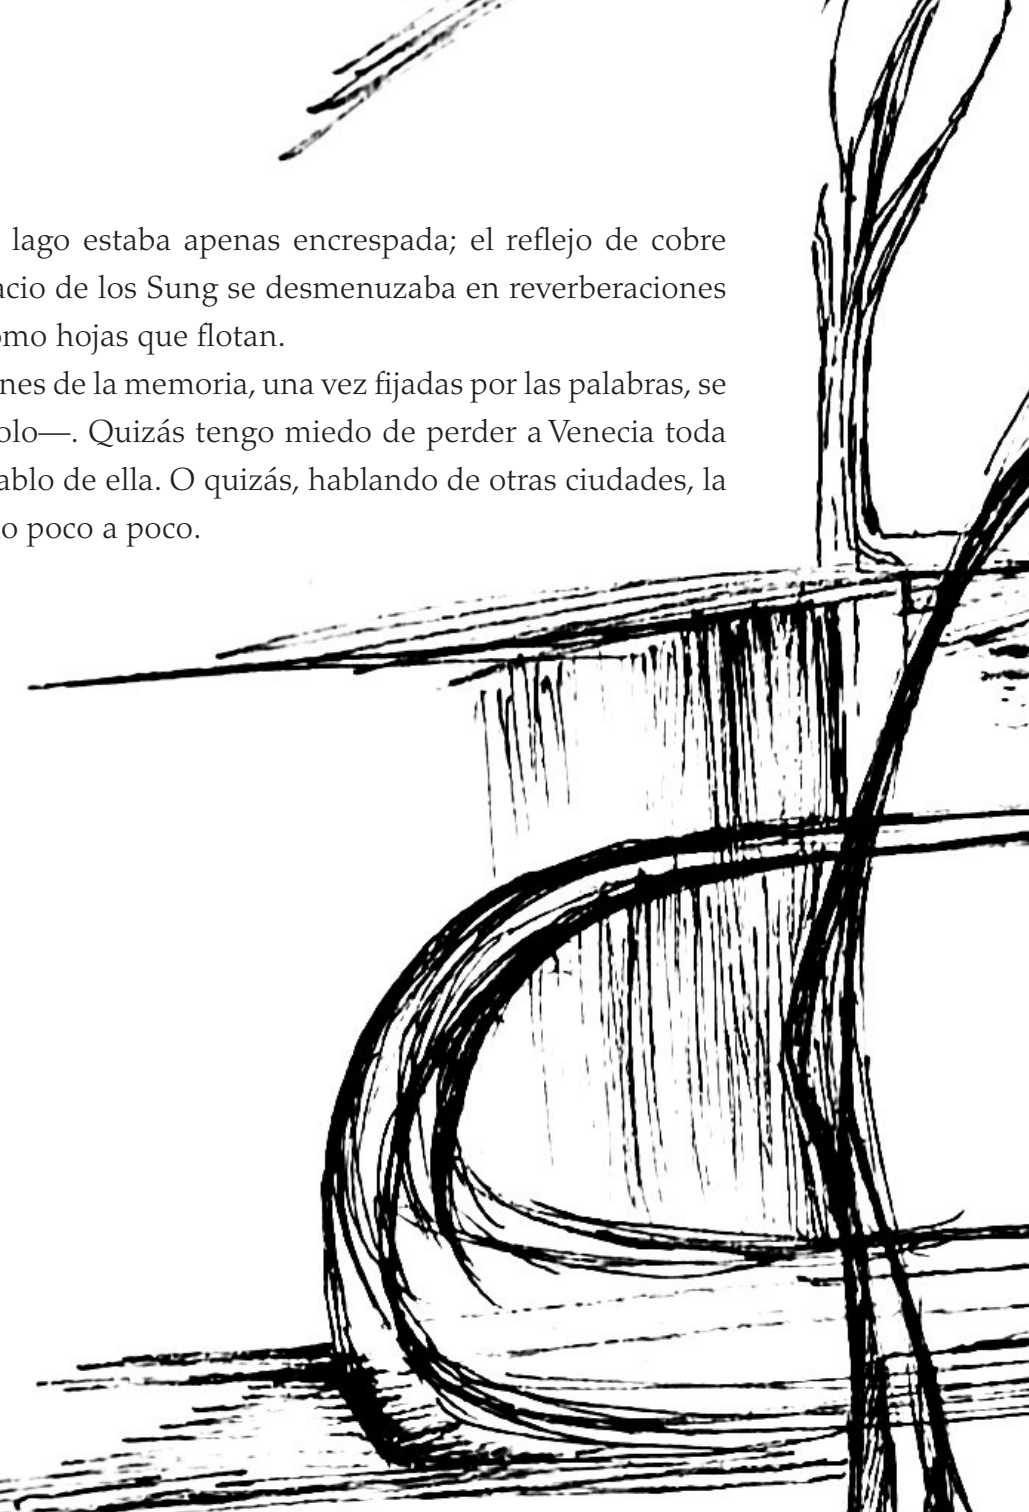 lago estaba apenas encrespada; el reflejo de cobre
acio de los Sung se desmenuzaba en reverberaciones
omo hojas que flotan.
nes de la memoria, una vez fijadas por las palabras, se
olo—. Quizás tengo miedo de perder a Venecia toda
ablo de ella. O quizás, hablando de otras ciudades, la
o poco a poco.